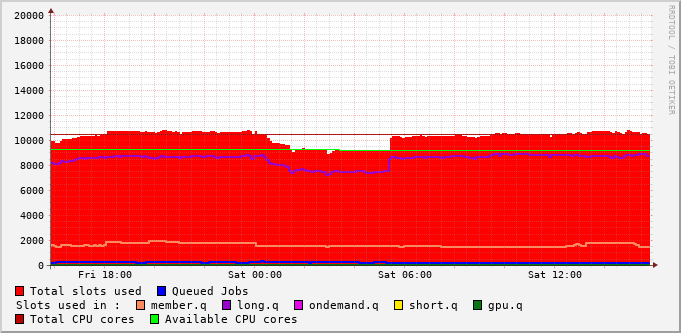 RRDTOOL / TOBI OETIKER
20000
18000
16000
14000
12000
10000
8000
6000
4000
2000
0
Fri 18:00 Sat 00:00 Sat 06:00 Sat 12:00
Total slots used Queued Jobs
Slots used in : member.q long.q ondemand.q short.q gpu.q
Total CPU cores Available CPU cores